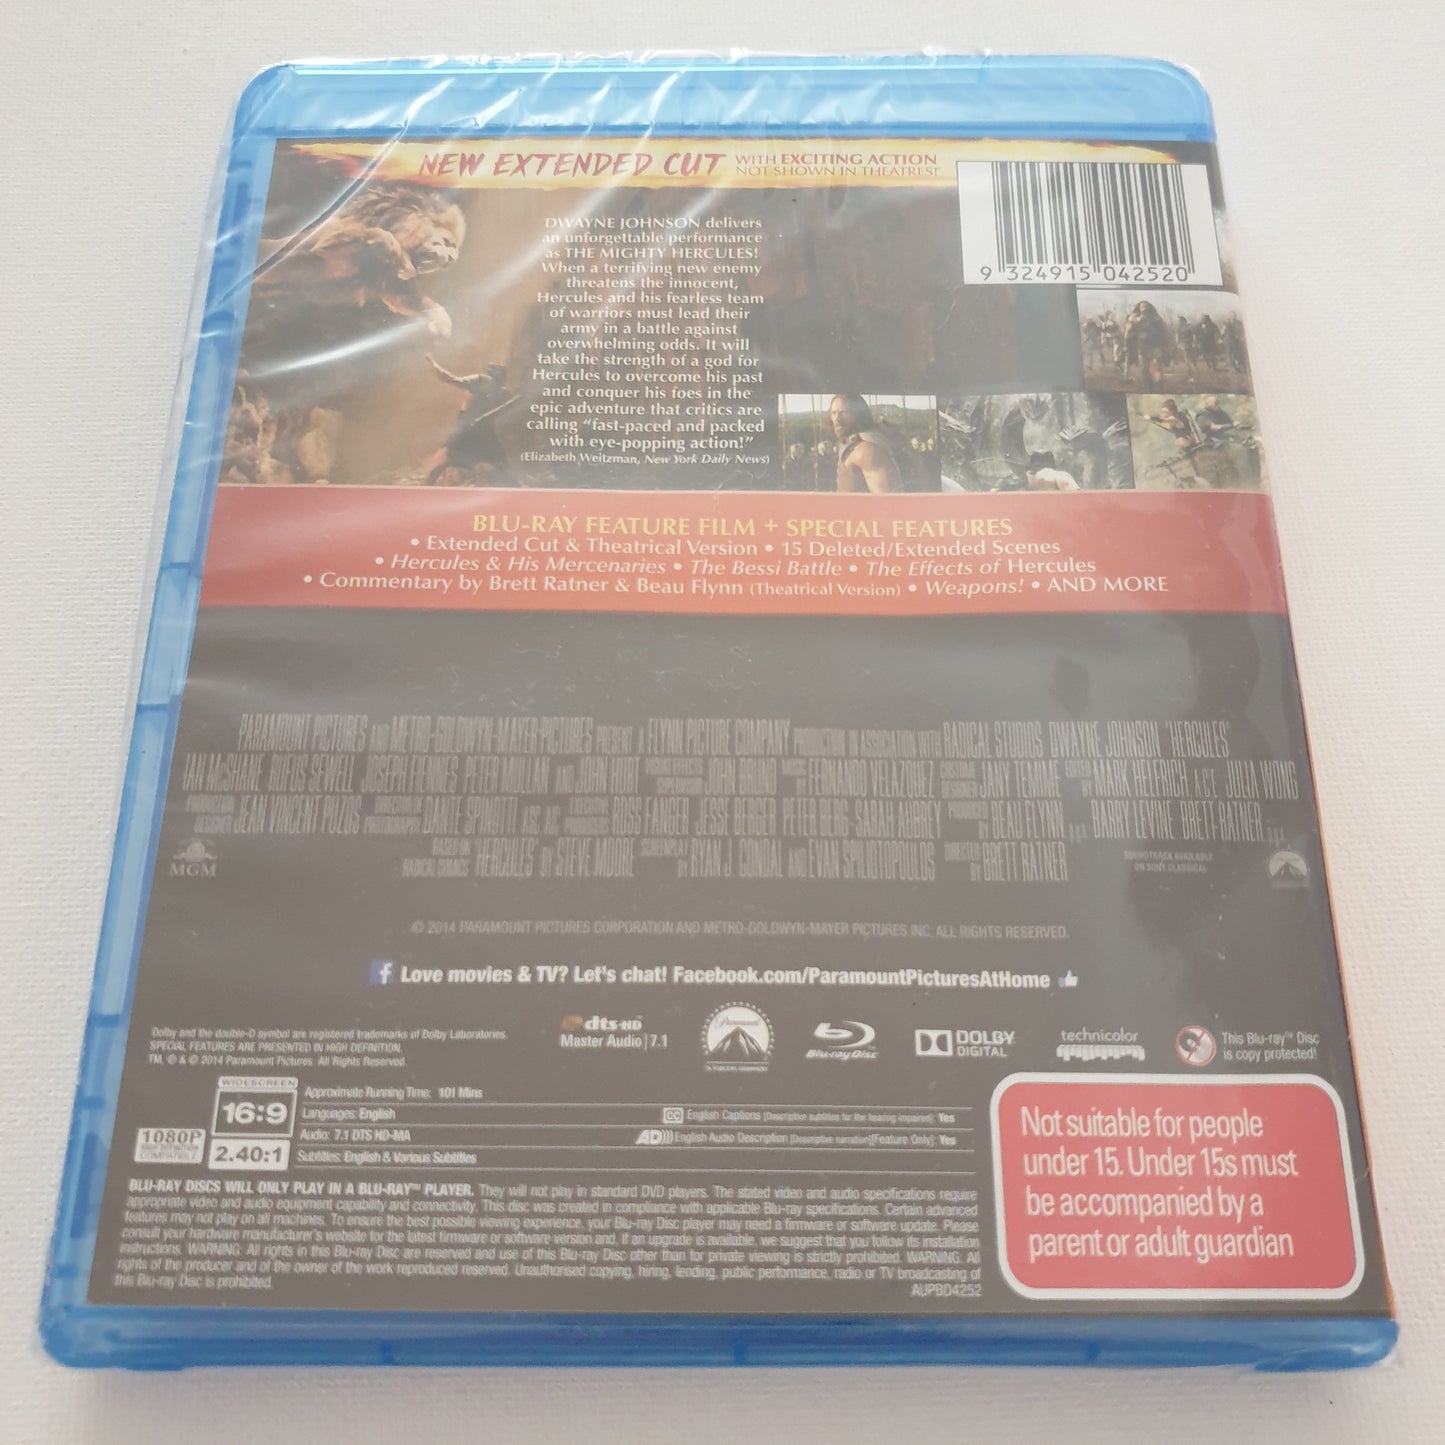 NEW EXTENDED CUT WITH EXCITING ACTION
NOT SHOWN IN THEATRES!
9 324915 042520
DWAYNE JOHNSON delivers
an unforgettable performance
as THE MIGHTY HERCULES!
When a terrifying new enemy
threatens the innocent,
Hercules and his fearless team
of warriors must lead their
army in a battle against
overwhelming odds. It will
take the strength of a god for
Hercules to overcome his past
and conquer his foes in the
epic adventure that critics are
calling “fast-paced and packed
with eye-popping action!”
(Elizabeth Weitzman, New York Daily News)
BLU-RAY FEATURE FILM + SPECIAL FEATURES
• Extended Cut & Theatrical Version • 15 Deleted/Extended Scenes
• Hercules & His Mercenaries • The Bessi Battle • The Effects of Hercules
• Commentary by Brett Ratner & Beau Flynn (Theatrical Version) • Weapons! • AND MORE
PARAMOUNT PICTURES AND METRO-GOLDWYN-MAYER PICTURES PRESENT A FLYNN PICTURE COMPANY PRODUCTION IN ASSOCIATION WITH RADICAL STUDIOS DWAYNE JOHNSON "HERCULES"
IAN McSHANE RUFUS SEWELL JOSEPH FIENNES PETER MULLAN AND JOHN HURT VISUAL EFFECTS SUPERVISOR JOHN BRUNO MUSIC BY FERNANDO VELÁZQUEZ COSTUME DESIGNER JANY TEMIME EDITED BY MARK HELFRICH A.C.E. JULIA WONG
PRODUCTION DESIGNER JEAN VINCENT PUZOS DIRECTOR OF PHOTOGRAPHY DANTE SPINOTTI ASC, AIC EXECUTIVE PRODUCERS ROSS FANGER JESSE BERGER PETER BERG SARAH AUBREY PRODUCED BY BEAU FLYNN p.g.a. BARRY LEVINE BRETT RATNER p.g.a.
BASED ON RADICAL COMICS' "HERCULES" BY STEVE MOORE SCREENPLAY BY RYAN J. CONDAL AND EVAN SPILIOTOPOULOS DIRECTED BY BRETT RATNER
SOUNDTRACK AVAILABLE
ON SONY CLASSICAL
MGM
© 2014 PARAMOUNT PICTURES CORPORATION AND METRO-GOLDWYN-MAYER PICTURES INC. ALL RIGHTS RESERVED.
f Love movies & TV? Let's chat! Facebook.com/ParamountPicturesAtHome
Dolby and the double-D symbol are registered trademarks of Dolby Laboratories.
SPECIAL FEATURES ARE PRESENTED IN HIGH DEFINITION.
TM, ® & © 2014 Paramount Pictures. All Rights Reserved.
dts-HD
Master Audio | 7.1
Paramount
Blu-ray Disc
DOLBY
DIGITAL
technicolor
This Blu-ray™ Disc
is copy protected!
WIDESCREEN
16:9
2.40:1
1080P
HIGH DEFINITION
COMPATIBLE
Approximate Running Time: 101 Mins
Languages: English
Audio: 7.1 DTS HD-MA
Subtitles: English & Various Subtitles
CC English Captions [Descriptive subtitles for the hearing impaired]: Yes
AD))) English Audio Description [Descriptive narration][Feature Only]: Yes
BLU-RAY DISCS WILL ONLY PLAY IN A BLU-RAY™ PLAYER. They will not play in standard DVD players. The stated video and audio specifications require
appropriate video and audio equipment capability and connectivity. This disc was created in compliance with applicable Blu-ray specifications. Certain advanced
features may not play on all machines. To ensure the best possible viewing experience, your Blu-ray Disc player may need a firmware or software update. Please
consult your hardware manufacturer's website for the latest firmware or software version and, if an upgrade is available, we suggest that you follow its installation
instructions. WARNING: All rights in this Blu-ray Disc are reserved and use of this Blu-ray Disc other than for private viewing is strictly prohibited. WARNING: All
rights of the producer and of the owner of the work reproduced reserved. Unauthorised copying, hiring, lending, public performance, radio or TV broadcasting of
this Blu-ray Disc is prohibited.
AUPBD4252
Not suitable for people
under 15. Under 15s must
be accompanied by a
parent or adult guardian